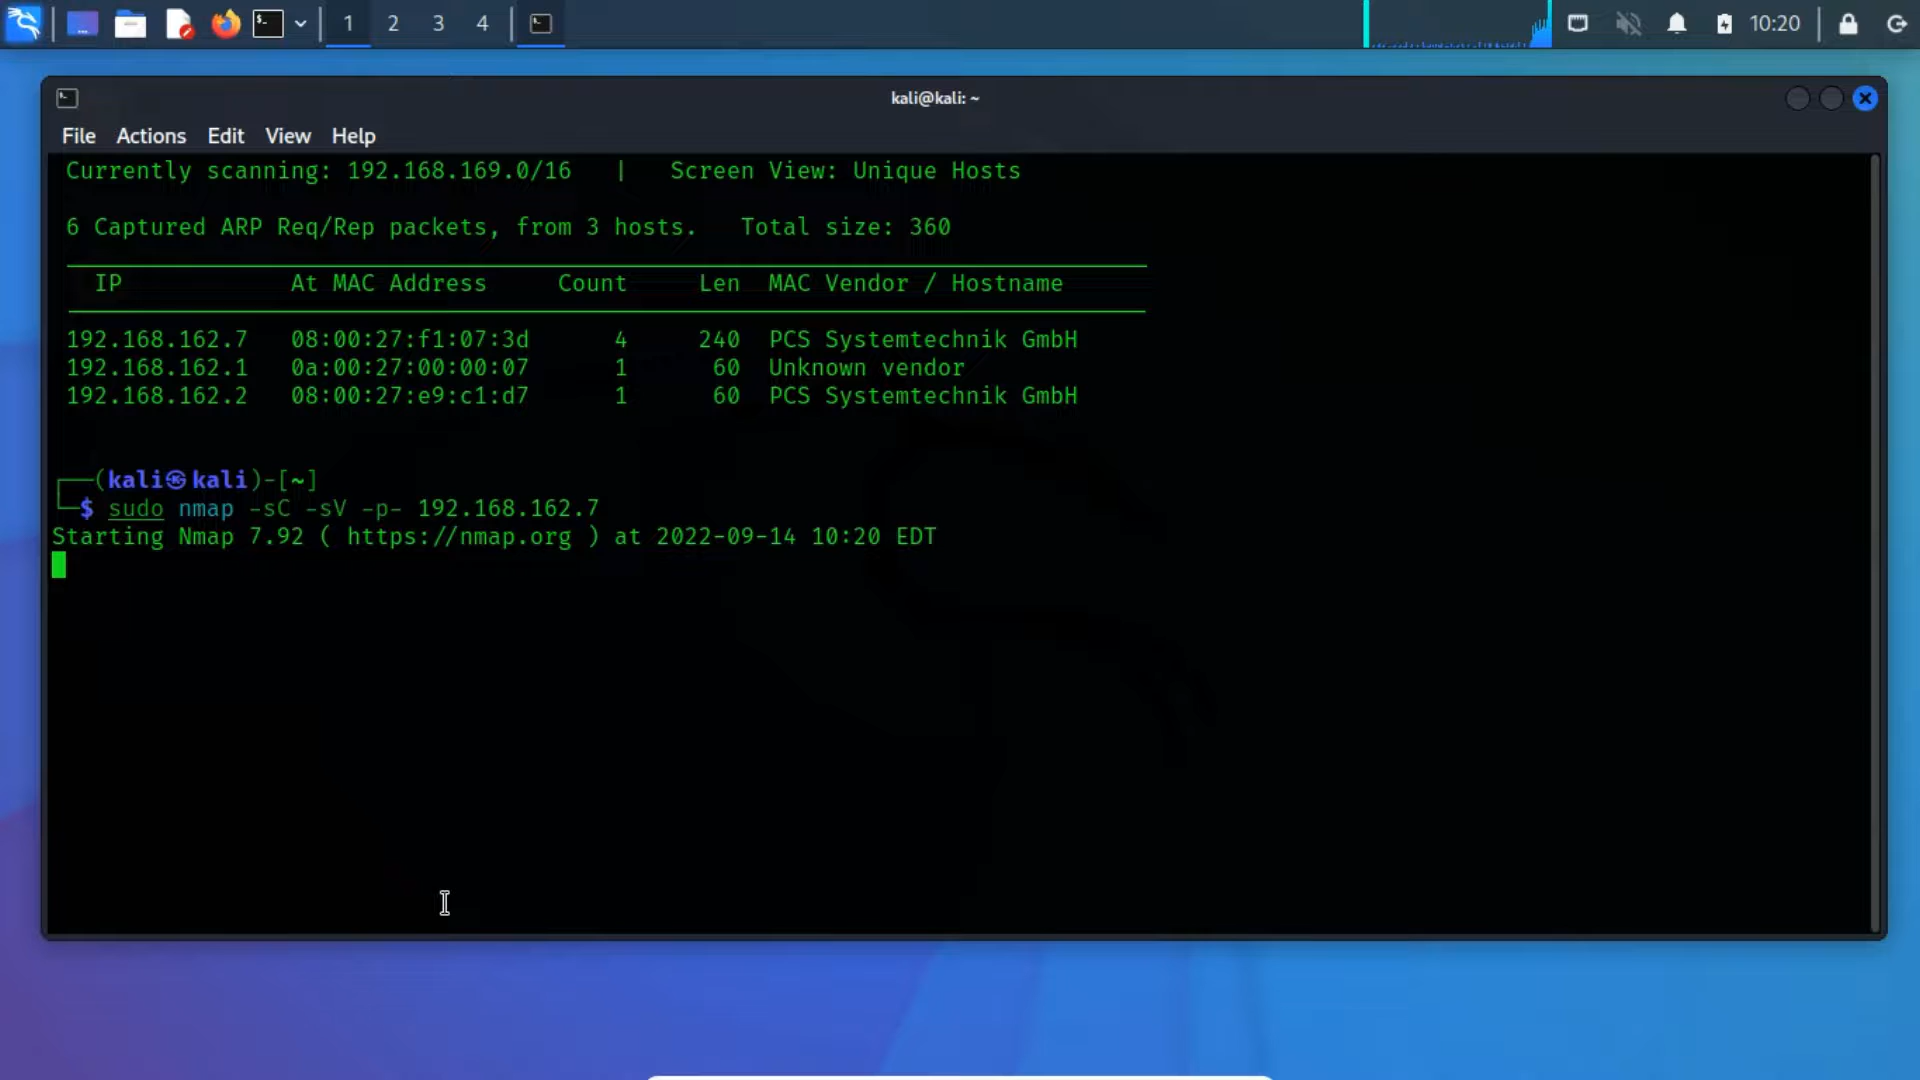 1 2 3 4 10:20
kali@kali: ~
File Actions Edit View Help
Currently scanning: 192.168.169.0/16 | Screen View: Unique Hosts
6 Captured ARP Req/Rep packets, from 3 hosts. Total size: 360
IP At MAC Address Count Len MAC Vendor / Hostname
192.168.162.7 08:00:27:f1:07:3d 4 240 PCS Systemtechnik GmbH
192.168.162.1 0a:00:27:00:00:07 1 60 Unknown vendor
192.168.162.2 08:00:27:e9:c1:d7 1 60 PCS Systemtechnik GmbH
┌──(kali㉿kali)-[~]
└─$ sudo nmap -sC -sV -p- 192.168.162.7
Starting Nmap 7.92 ( https://nmap.org ) at 2022-09-14 10:20 EDT